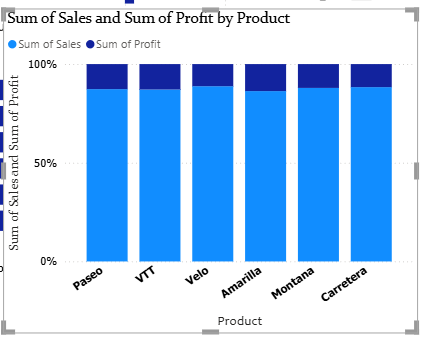 Sum of Sales and Sum of Profit by Product
Sum of Sales Sum of Profit
Sum of Sales and Sum of Profit
100%
50%
0%
Paseo VTT Velo Amarilla Montana Carretera
Product